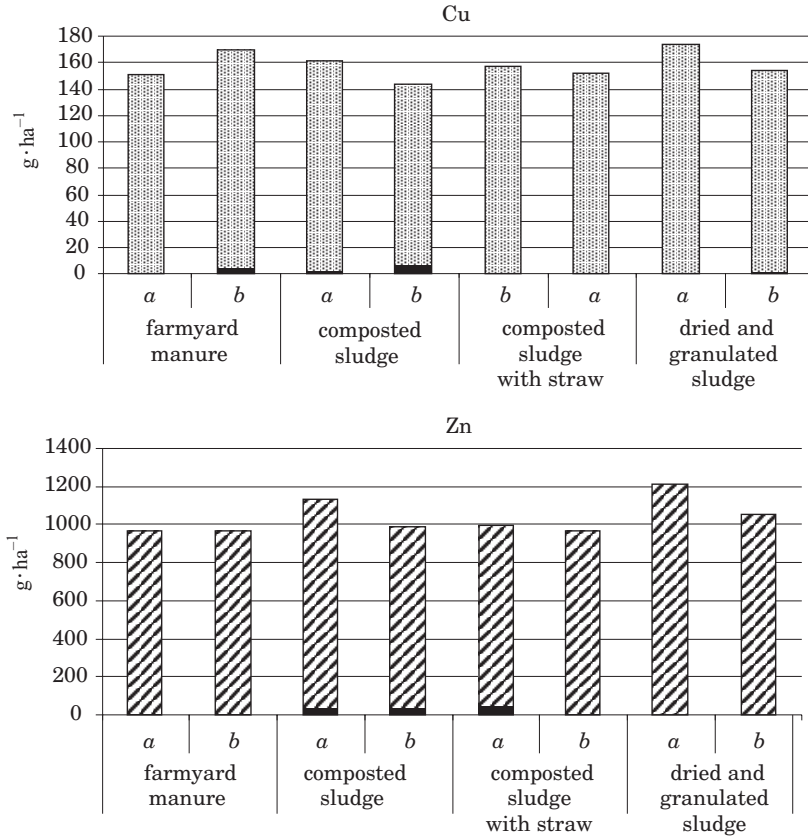 Cu
g·ha⁻¹
180
160
140
120
100
80
60
40
20
0
a b a b b a a b
farmyard manure
composted sludge
composted sludge with straw
dried and granulated sludge
Zn
g·ha⁻¹
1400
1200
1000
800
600
400
200
0
a b a b a b a b
farmyard manure
composted sludge
composted sludge with straw
dried and granulated sludge